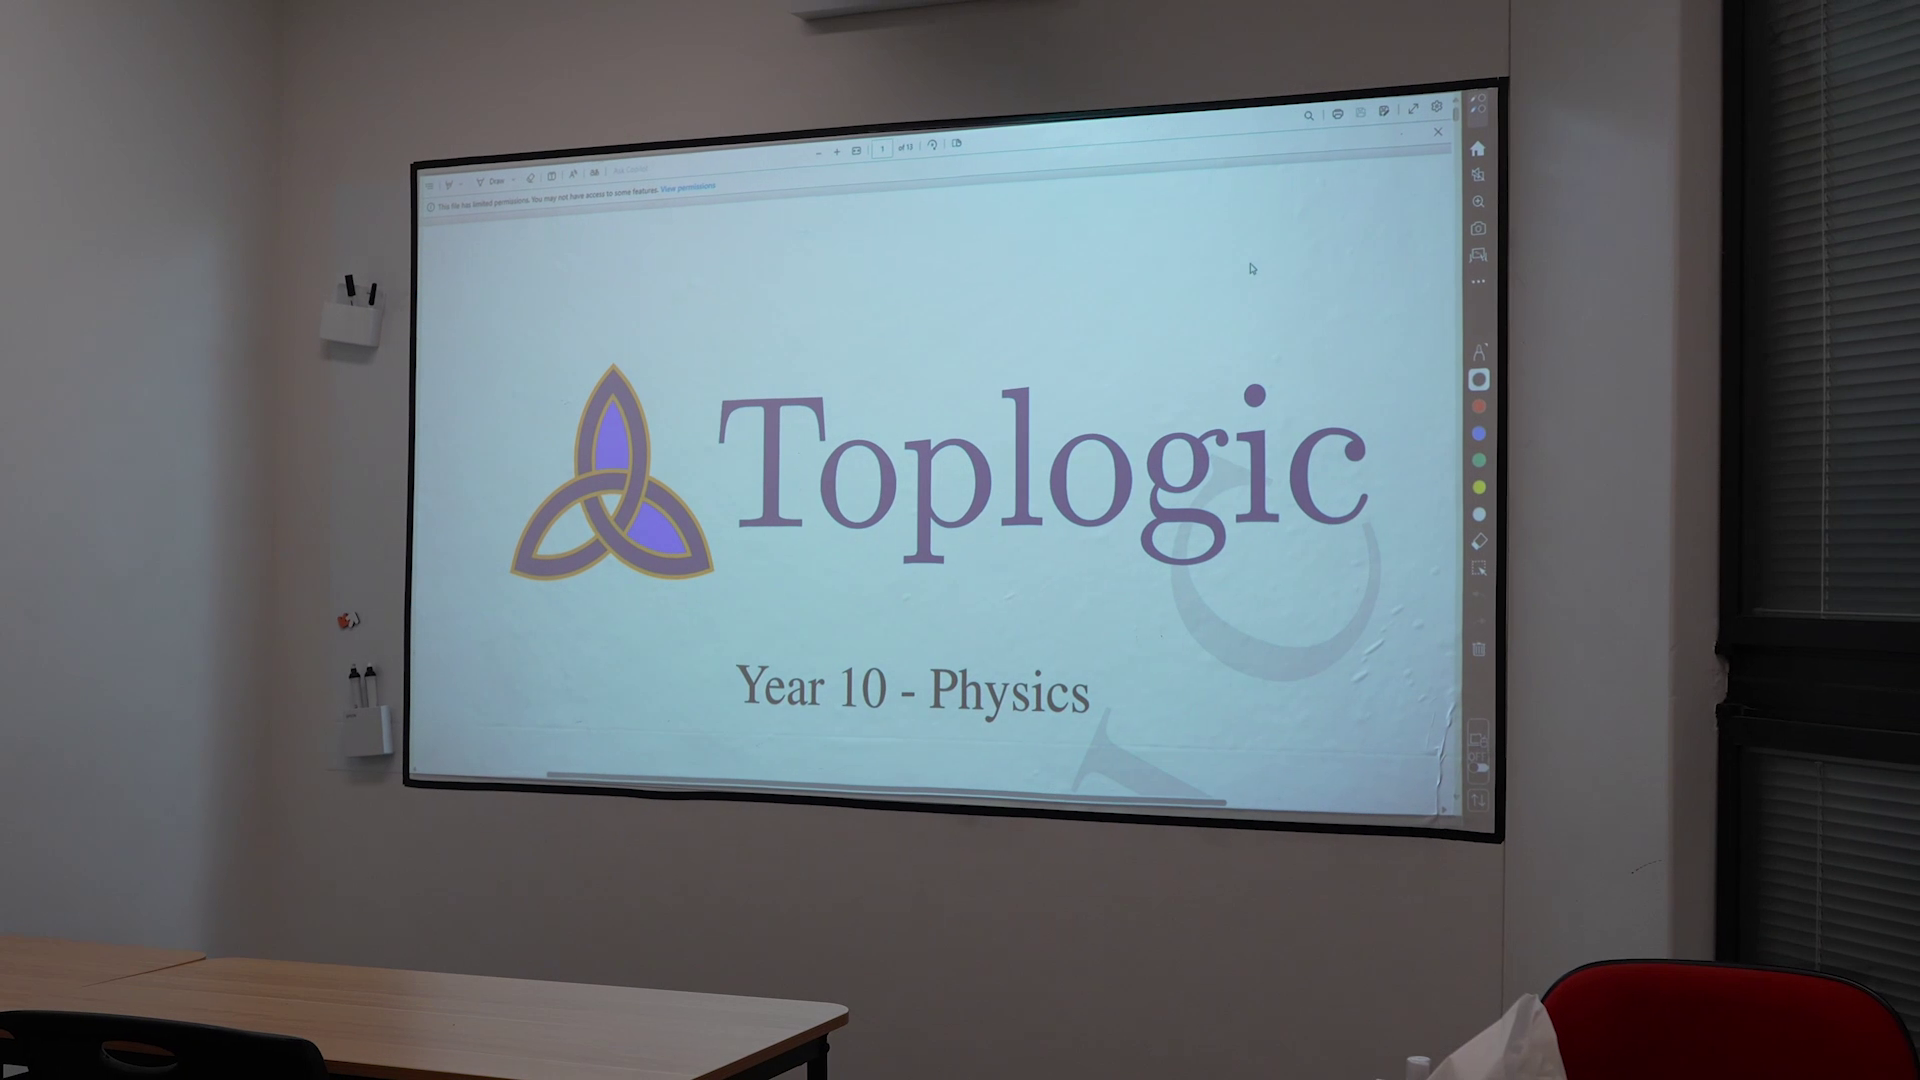 Draw
1 of 13
This file has limited permissions. You may not have access to some features. View permissions
Toplogic
Year 10 - Physics